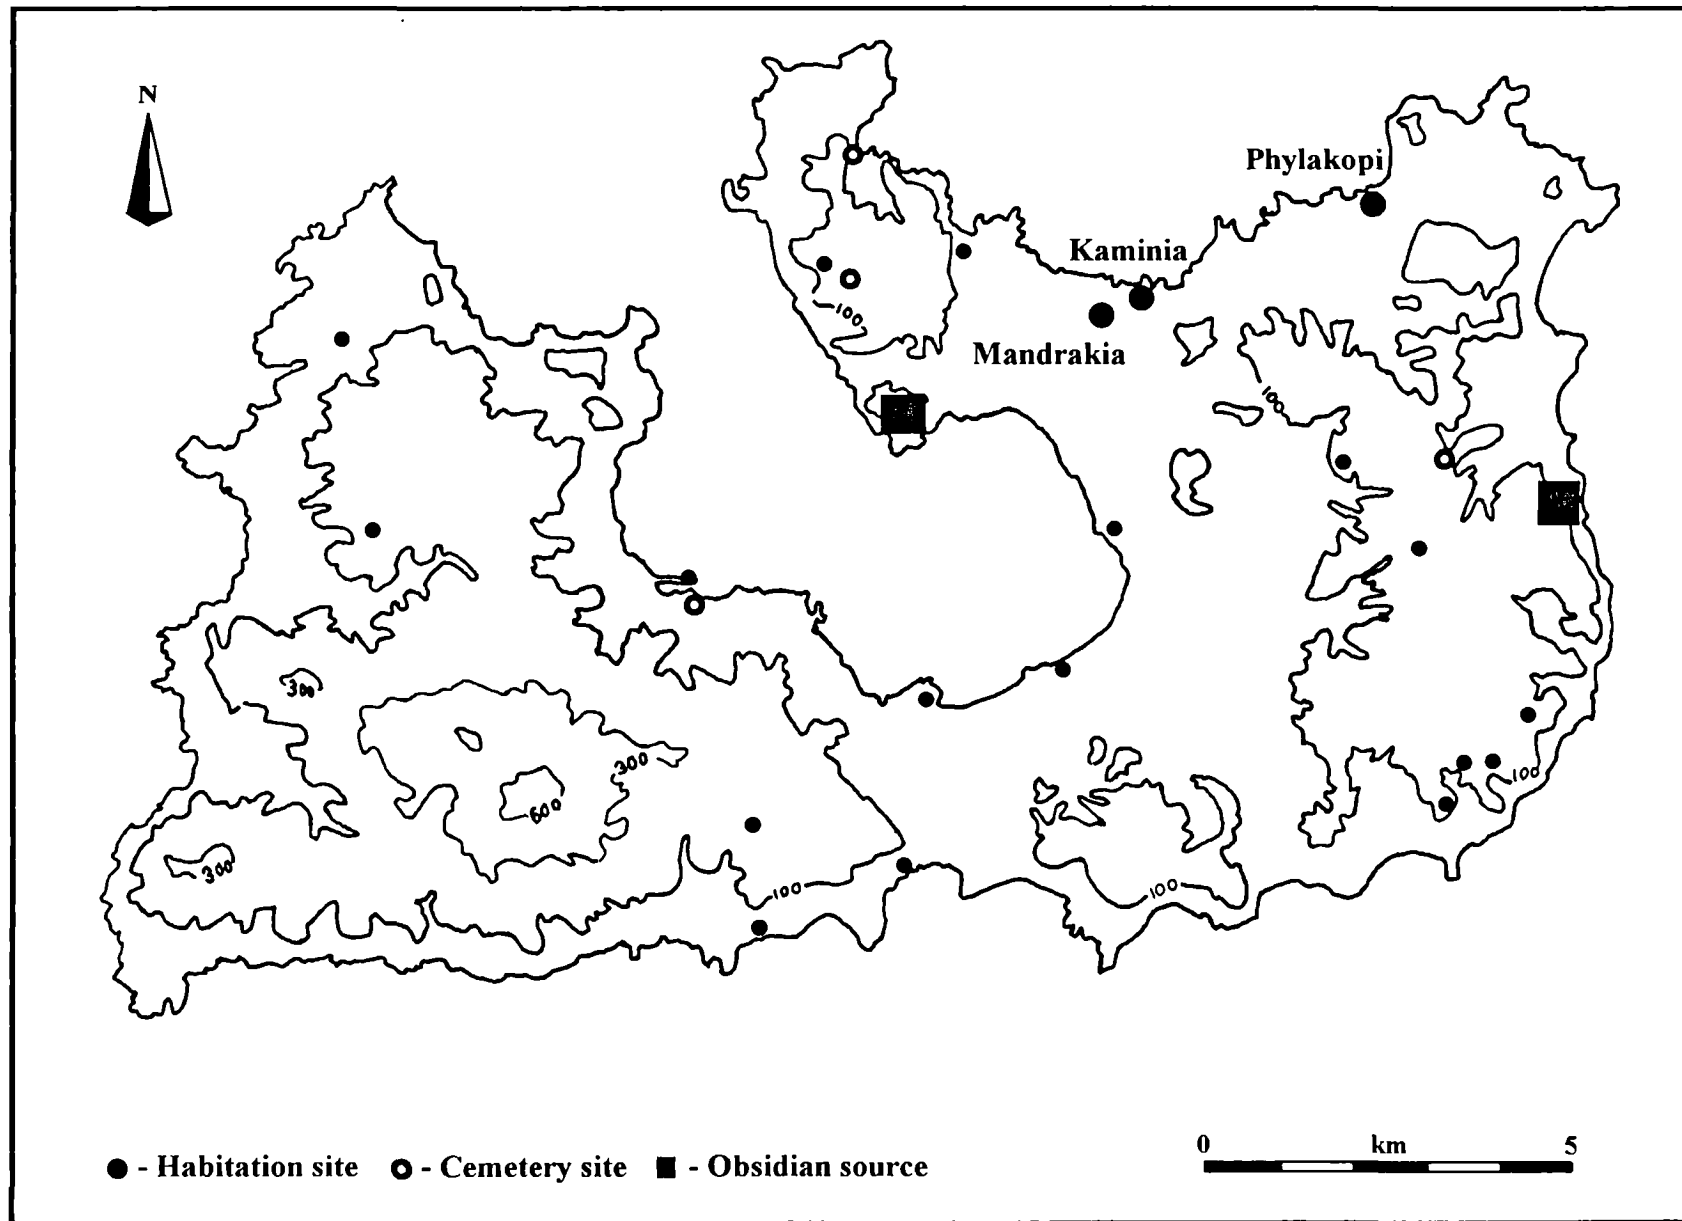 N
Phylakopi
Kaminia
Mandrakia
100
100
300
300
600
300
100
100
100
0 km 5
● - Habitation site ○ - Cemetery site ■ - Obsidian source